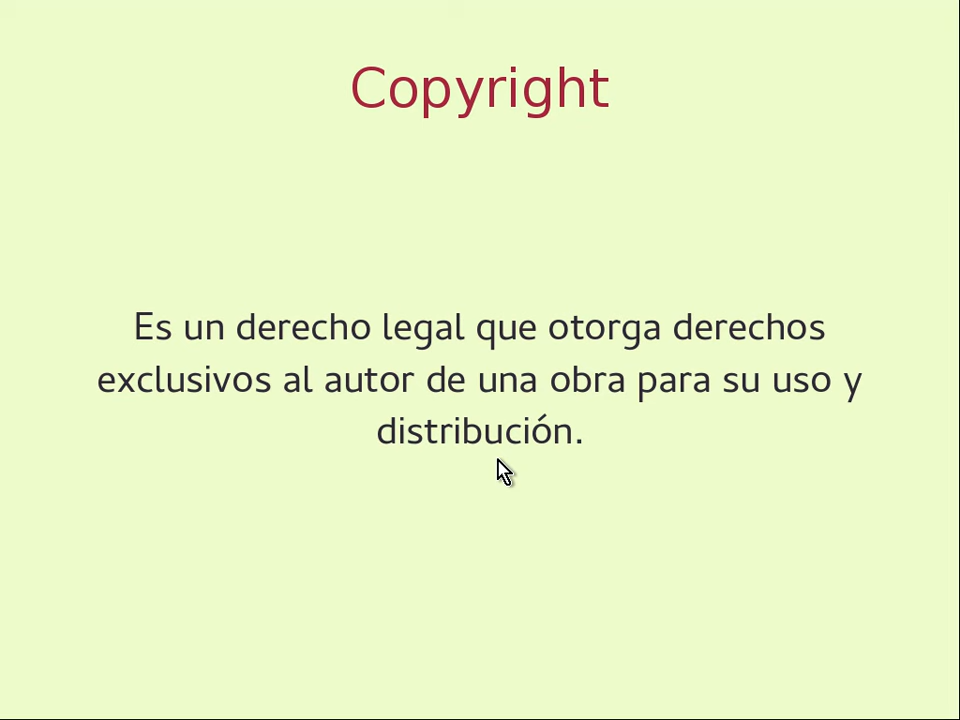 Copyright
Es un derecho legal que otorga derechos
exclusivos al autor de una obra para su uso y
distribución.